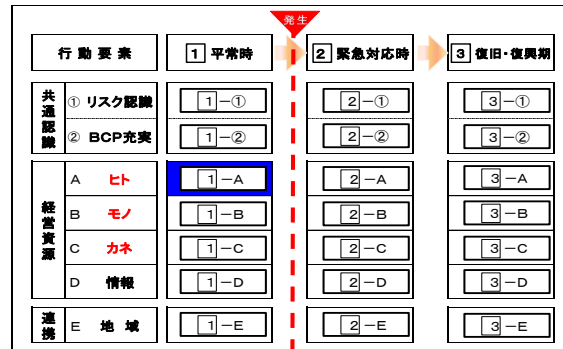 発生
行動要素 1 平常時 2 緊急対応時 3 復旧・復興期
共通認識
① リスク認識 1-① 2-① 3-①
② BCP充実 1-② 2-② 3-②
経営資源
A ヒト 1-A 2-A 3-A
B モノ 1-B 2-B 3-B
C カネ 1-C 2-C 3-C
D 情報 1-D 2-D 3-D
連携
E 地域 1-E 2-E 3-E